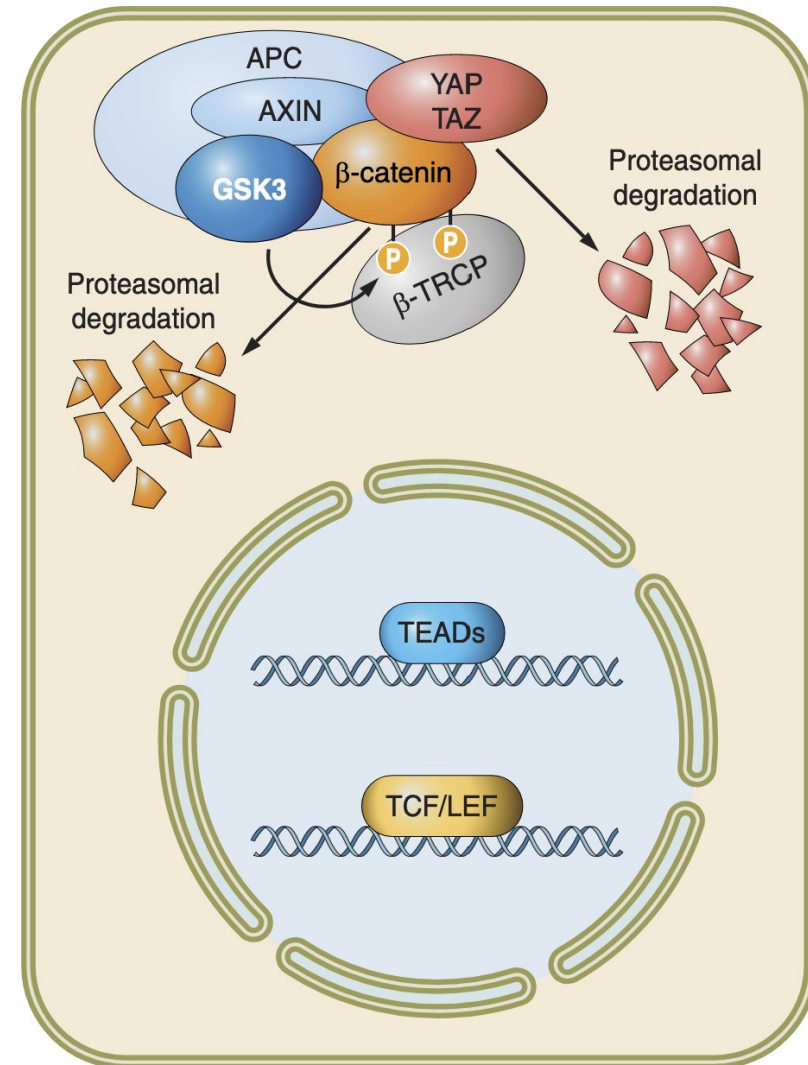 APC
AXIN
YAP
TAZ
GSK3
β-catenin
P
P
β-TRCP
Proteasomal
degradation
Proteasomal
degradation
TEADs
TCF/LEF